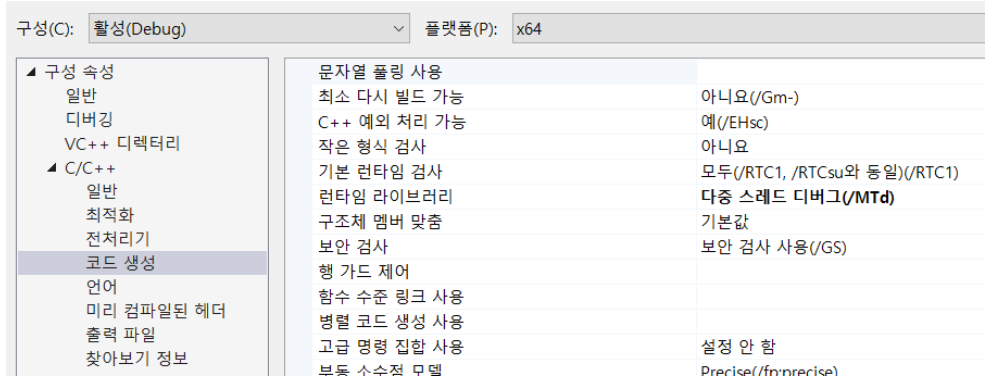 구성(C): 활성(Debug) 플랫폼(P): x64
구성 속성
일반
디버깅
VC++ 디렉터리
C/C++
일반
최적화
전처리기
코드 생성
언어
미리 컴파일된 헤더
출력 파일
찾아보기 정보
문자열 풀링 사용
최소 다시 빌드 가능 아니요(/Gm-)
C++ 예외 처리 가능 예(/EHsc)
작은 형식 검사 아니요
기본 런타임 검사 모두(/RTC1, /RTCsu와 동일)(/RTC1)
런타임 라이브러리 다중 스레드 디버그(/MTd)
구조체 멤버 맞춤 기본값
보안 검사 보안 검사 사용(/GS)
행 가드 제어
함수 수준 링크 사용
병렬 코드 생성 사용
고급 명령 집합 사용 설정 안 함
부동 소수점 모델 Precise(/fp:precise)